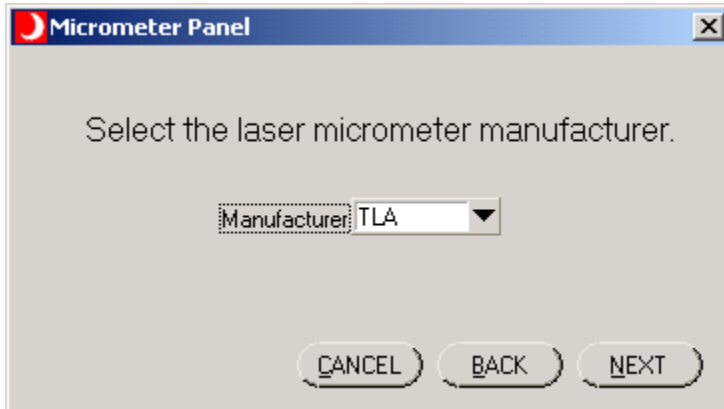 Micrometer Panel
Select the laser micrometer manufacturer.
Manufacturer TLA
CANCEL BACK NEXT